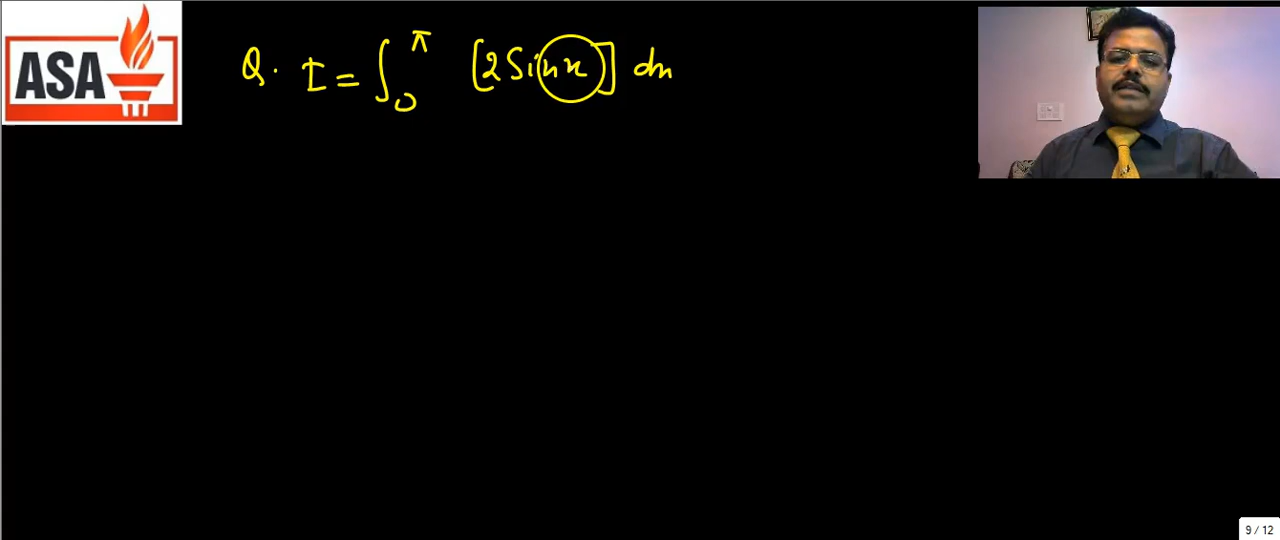 ASA
Q. I = ∫₀^π [2 Sin x] dx
9 / 12